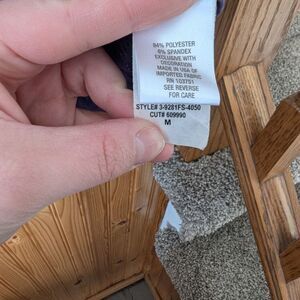 94% POLYESTER
6% SPANDEX
EXCLUSIVE WITH
DECORATION
MADE IN USA OF
IMPORTED FABRIC
RN 103751
SEE REVERSE
FOR CARE
STYLE# 3-9281FS-4050
CUT# 609990
M